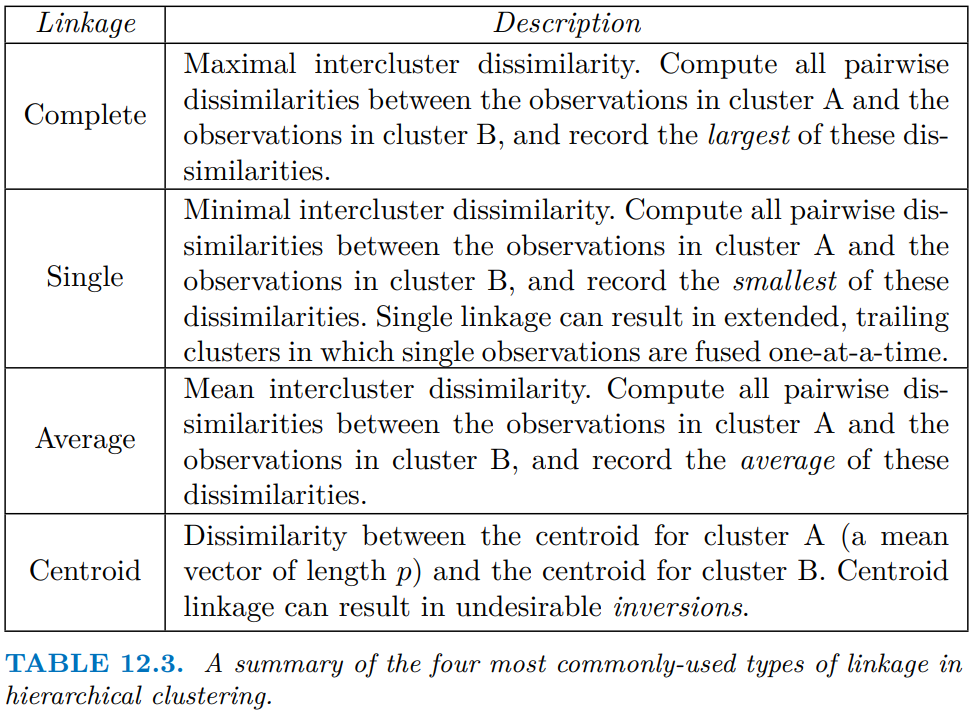 Linkage Description
Complete
Maximal intercluster dissimilarity. Compute all pairwise
dissimilarities between the observations in cluster A and the
observations in cluster B, and record the largest of these dis-
similarities.
Single
Minimal intercluster dissimilarity. Compute all pairwise dis-
similarities between the observations in cluster A and the
observations in cluster B, and record the smallest of these
dissimilarities. Single linkage can result in extended, trailing
clusters in which single observations are fused one-at-a-time.
Average
Mean intercluster dissimilarity. Compute all pairwise dis-
similarities between the observations in cluster A and the
observations in cluster B, and record the average of these
dissimilarities.
Centroid
Dissimilarity between the centroid for cluster A (a mean
vector of length p) and the centroid for cluster B. Centroid
linkage can result in undesirable inversions.
TABLE 12.3. A summary of the four most commonly-used types of linkage in
hierarchical clustering.